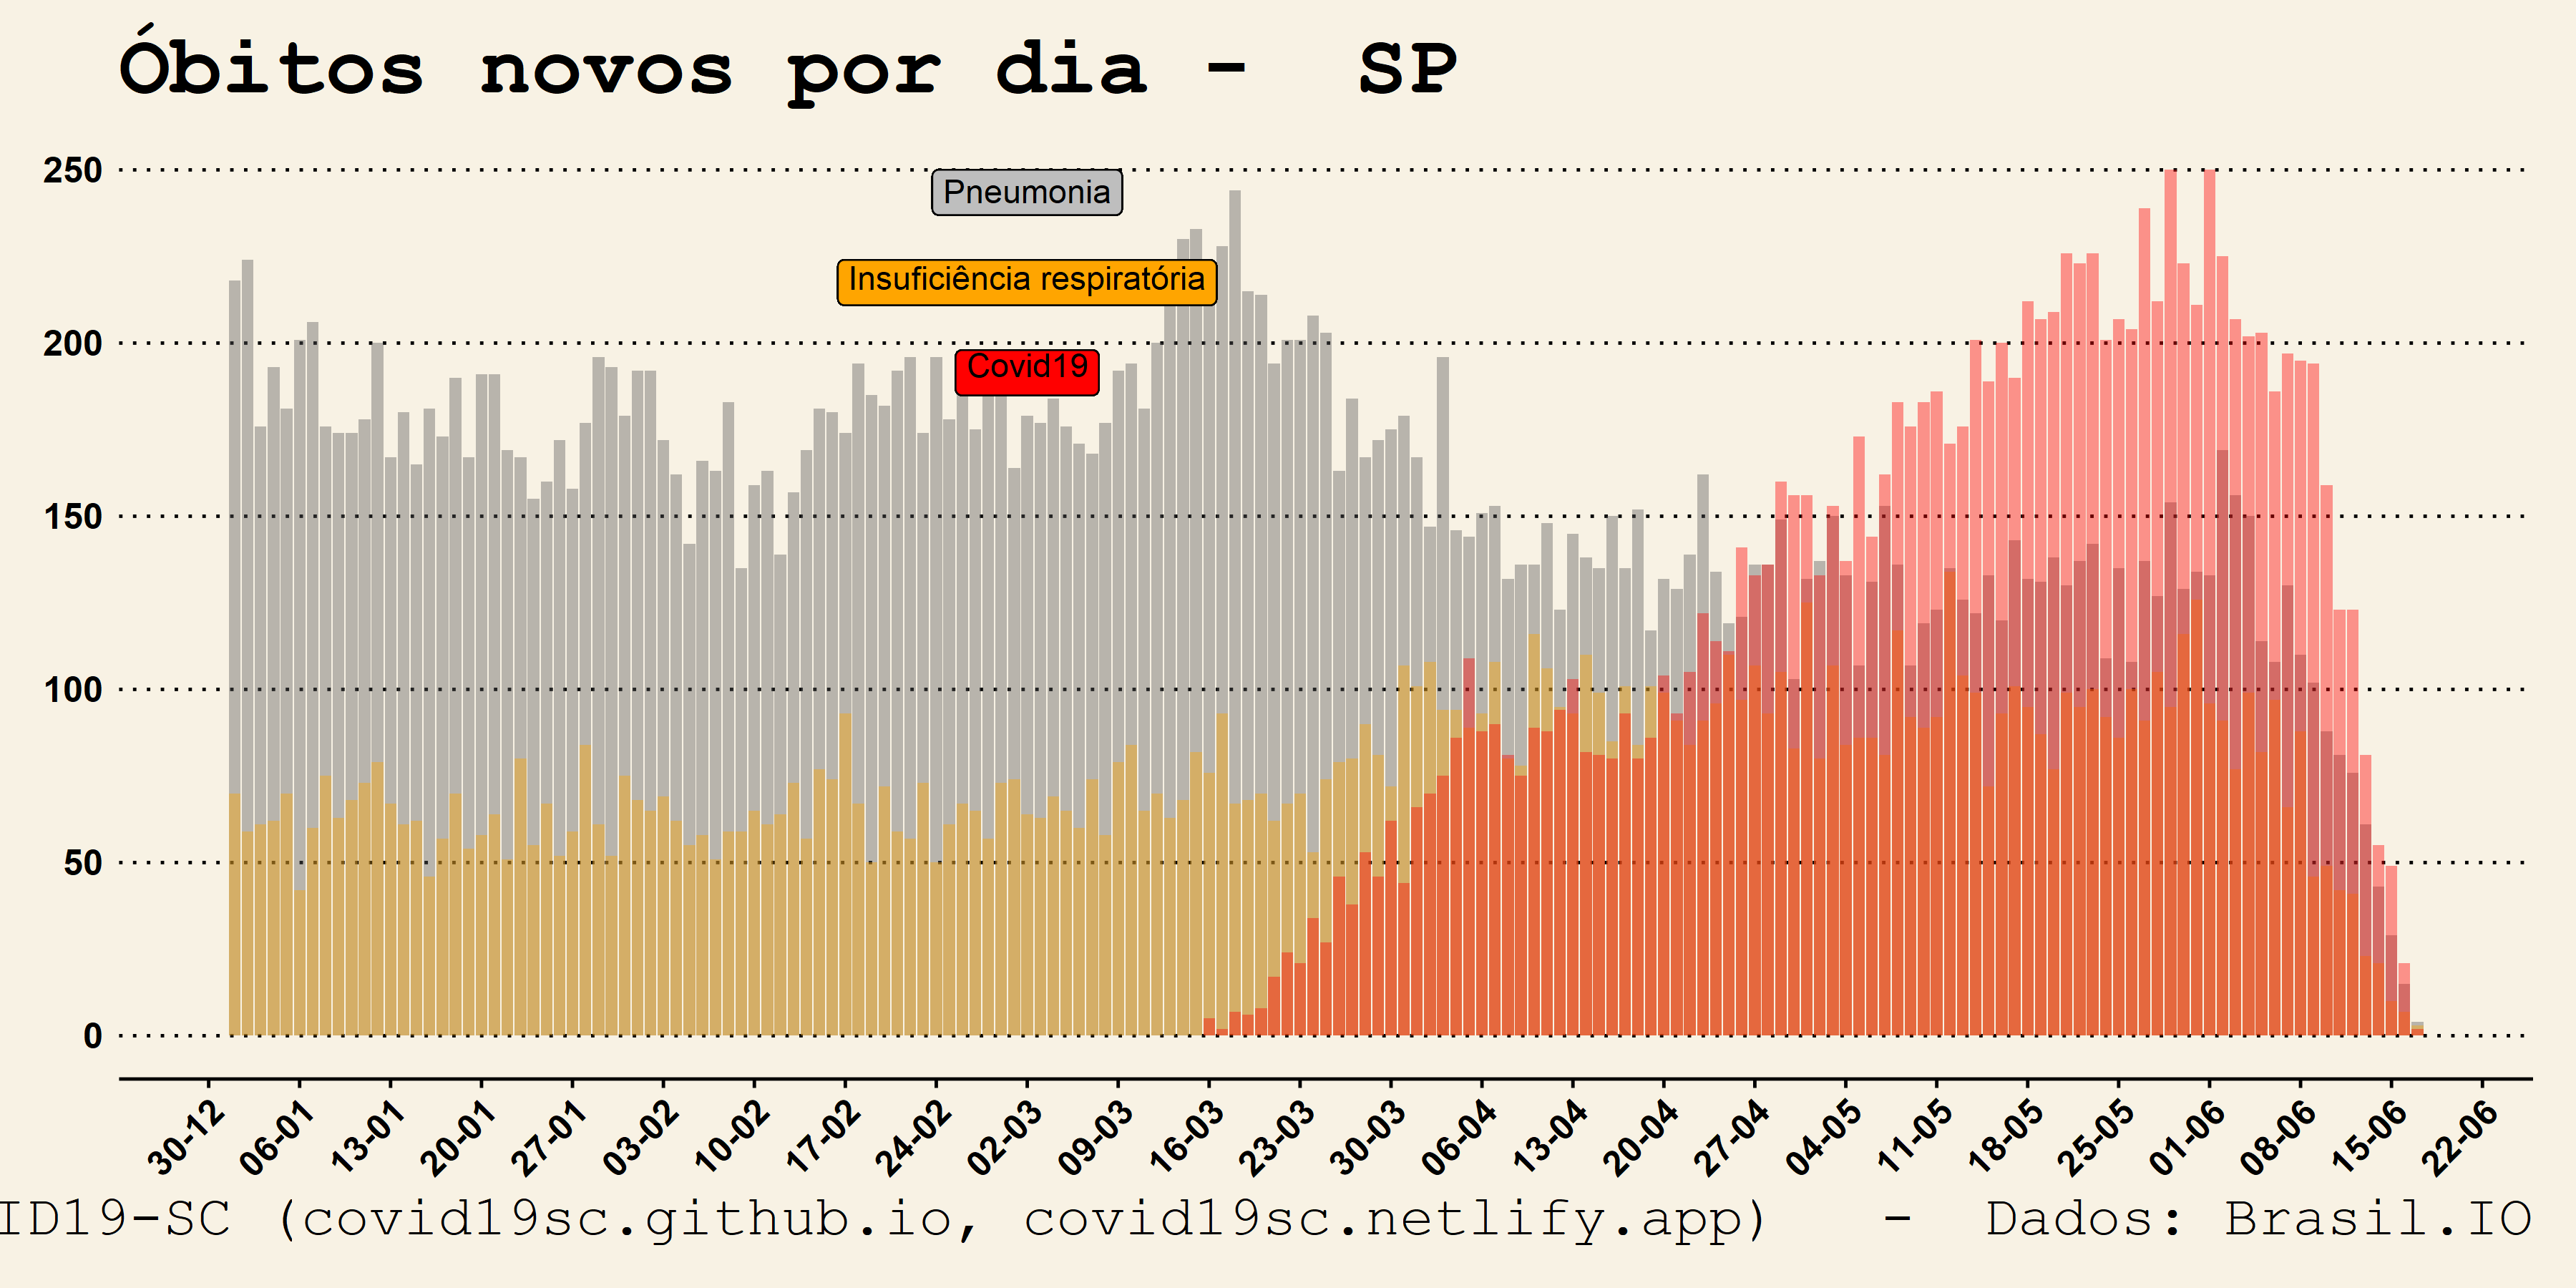 Óbitos novos por dia - SP
250
200
150
100
50
0
Pneumonia
Insuficiência respiratória
Covid19
30-12 06-01 13-01 20-01 27-01 03-02 10-02 17-02 24-02 02-03 09-03 16-03 23-03 30-03 06-04 13-04 20-04 27-04 04-05 11-05 18-05 25-05 01-06 08-06 15-06 22-06
ID19-SC (covid19sc.github.io, covid19sc.netlify.app) - Dados: Brasil.IO